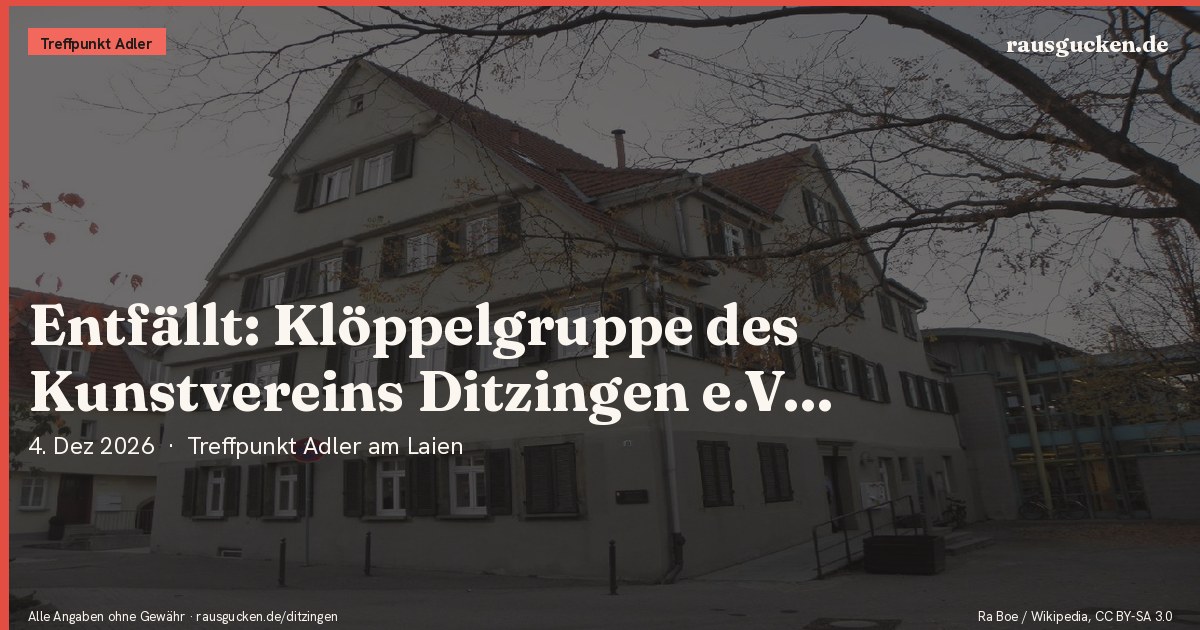 Treffpunkt Adler
rausgucken.de
Entfällt: Klöppelgruppe des
Kunstvereins Ditzingen e.V...
4. Dez 2026 · Treffpunkt Adler am Laien
Alle Angaben ohne Gewähr · rausgucken.de/ditzingen
Ra Boe / Wikipedia, CC BY-SA 3.0